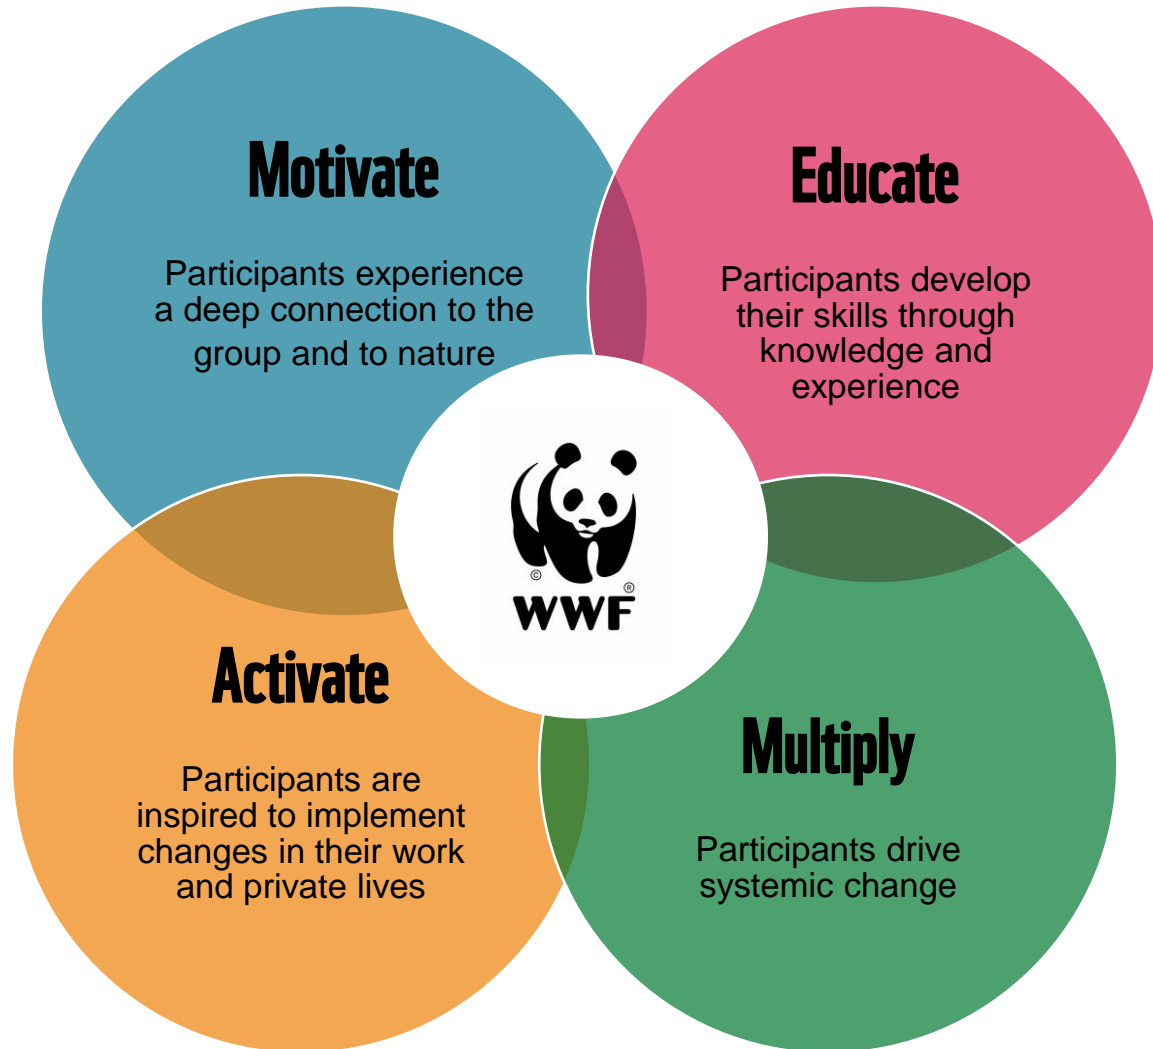 Motivate
Participants experience
a deep connection to the
group and to nature
Educate
Participants develop
their skills through
knowledge and
experience
©
®
WWF
Activate
Participants are
inspired to implement
changes in their work
and private lives
Multiply
Participants drive
systemic change